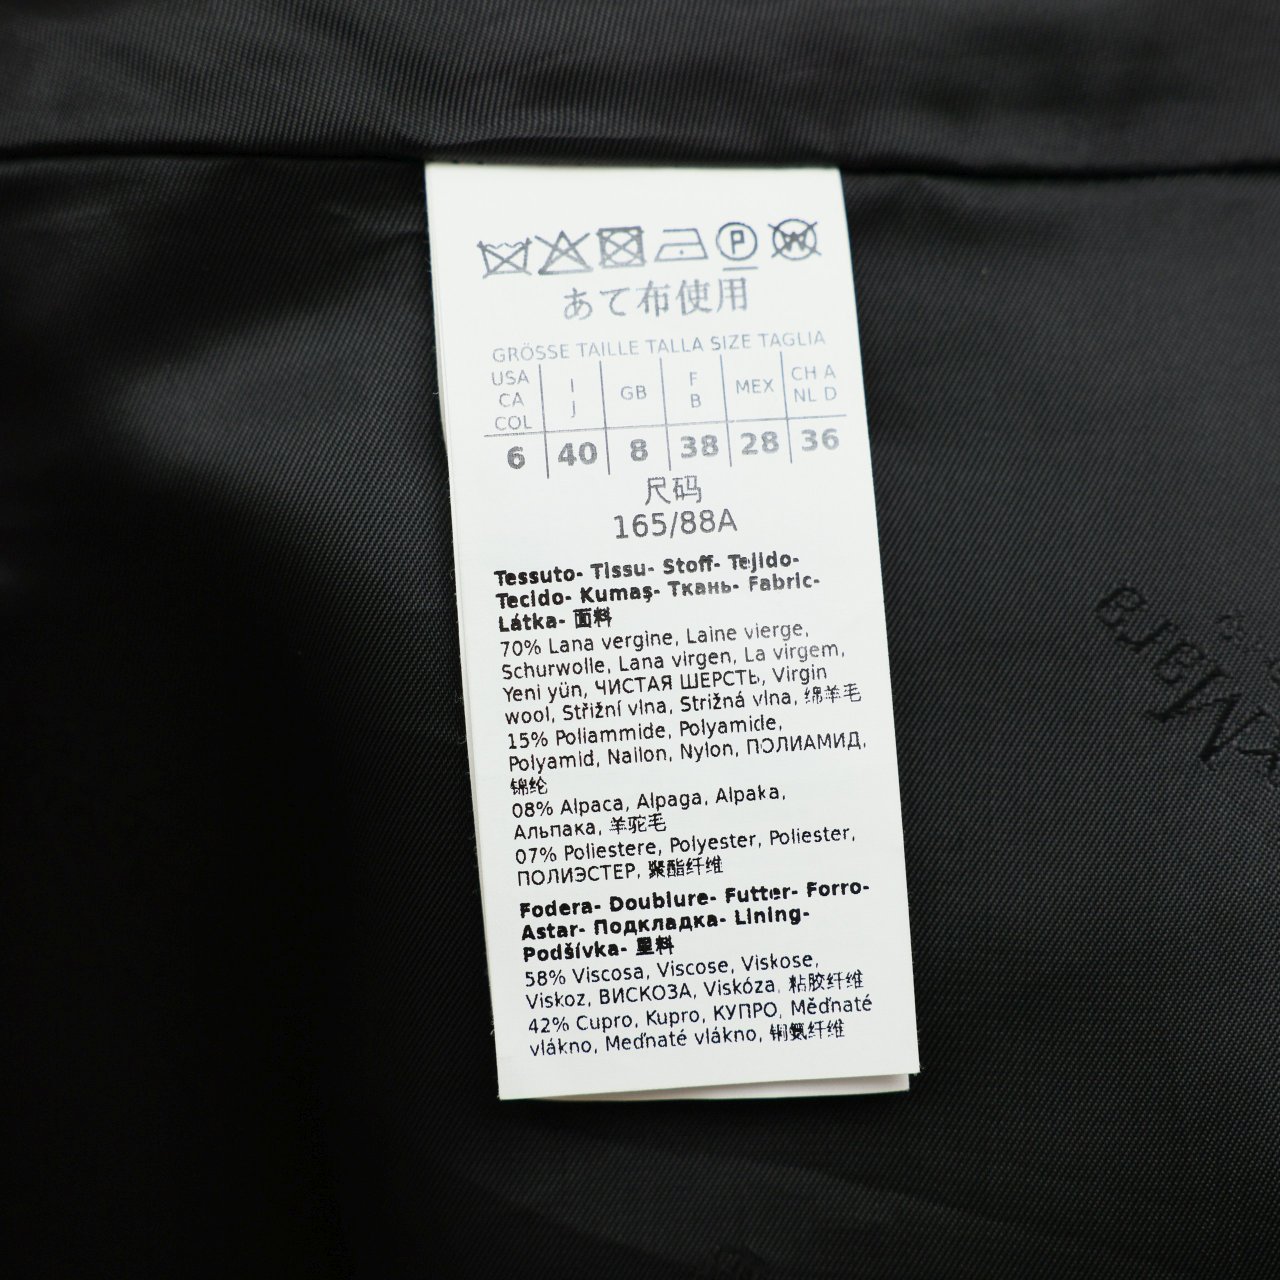 P W
あて布使用
GRÖSSE TAILLE TALLA SIZE TAGLIA
USA CA COL I J GB F B MEX CH A NL D
6 40 8 38 28 36
尺码
165/88A
Tessuto- Tissu- Stoff- Tejido-
Tecido- Kumaş- Ткань- Fabric-
Látka- 面料
70% Lana vergine, Laine vierge,
Schurwolle, Lana virgen, La virgem,
Yeni yün, ЧИСТАЯ ШЕРСТЬ, Virgin
wool, Střižní vlna, Strižná vlna, 绵羊毛
15% Poliammide, Polyamide,
Polyamid, Nailon, Nylon, ПОЛИАМИД,
锦纶
08% Alpaca, Alpaga, Alpaka,
Альпака, 羊驼毛
07% Poliestere, Polyester, Poliester,
ПОЛИЭСТЕР, 聚酯纤维
Fodera- Doublure- Futter- Forro-
Astar- Подкладка- Lining-
Podšívka- 里料
58% Viscosa, Viscose, Viskose,
Viskoz, ВИСКОЗА, Viskóza, 粘胶纤维
42% Cupro, Kupro, КУПРО, Měďnaté
vlákno, Meďnaté vlákno, 铜氨纤维
Mara